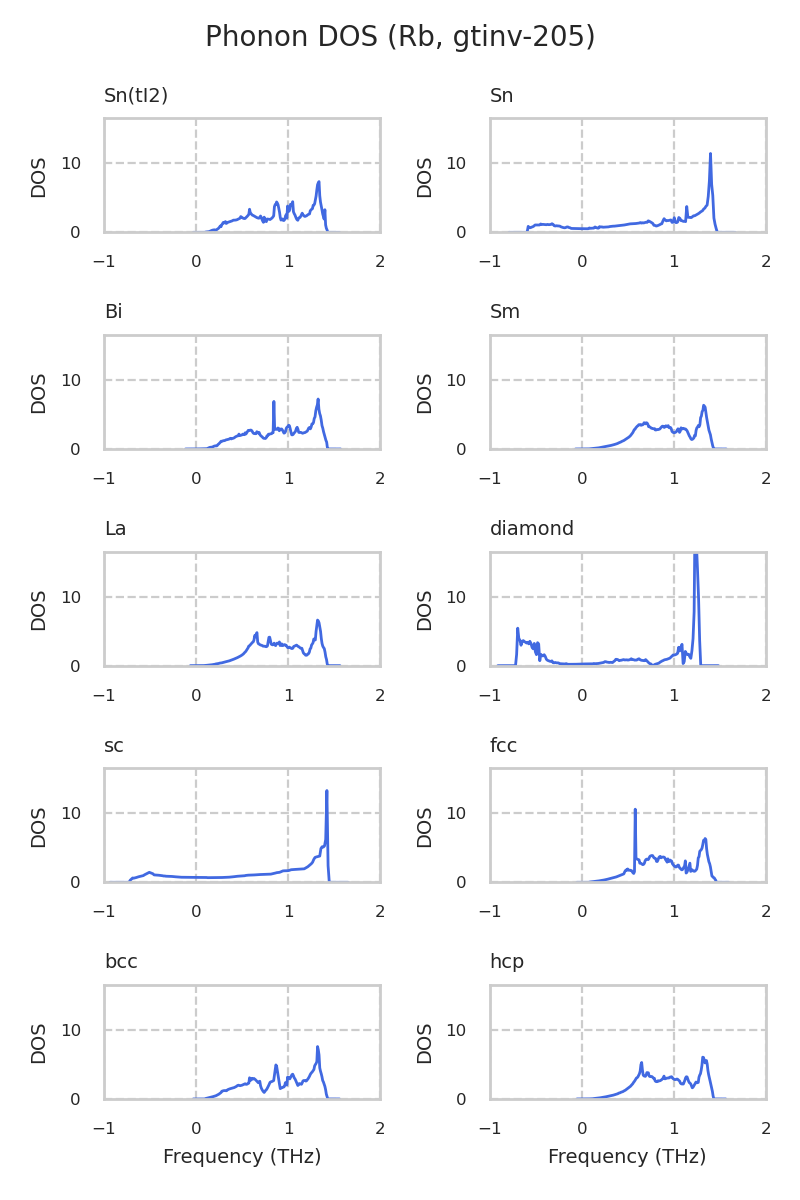 Phonon DOS (Rb, gtinv-205)
Sn(tI2)
Sn
DOS
10
0
−1 0 1 2
DOS
10
0
−1 0 1 2
Bi
Sm
DOS
10
0
−1 0 1 2
DOS
10
0
−1 0 1 2
La
diamond
DOS
10
0
−1 0 1 2
DOS
10
0
−1 0 1 2
sc
fcc
DOS
10
0
−1 0 1 2
DOS
10
0
−1 0 1 2
bcc
hcp
DOS
10
0
−1 0 1 2
Frequency (THz)
DOS
10
0
−1 0 1 2
Frequency (THz)